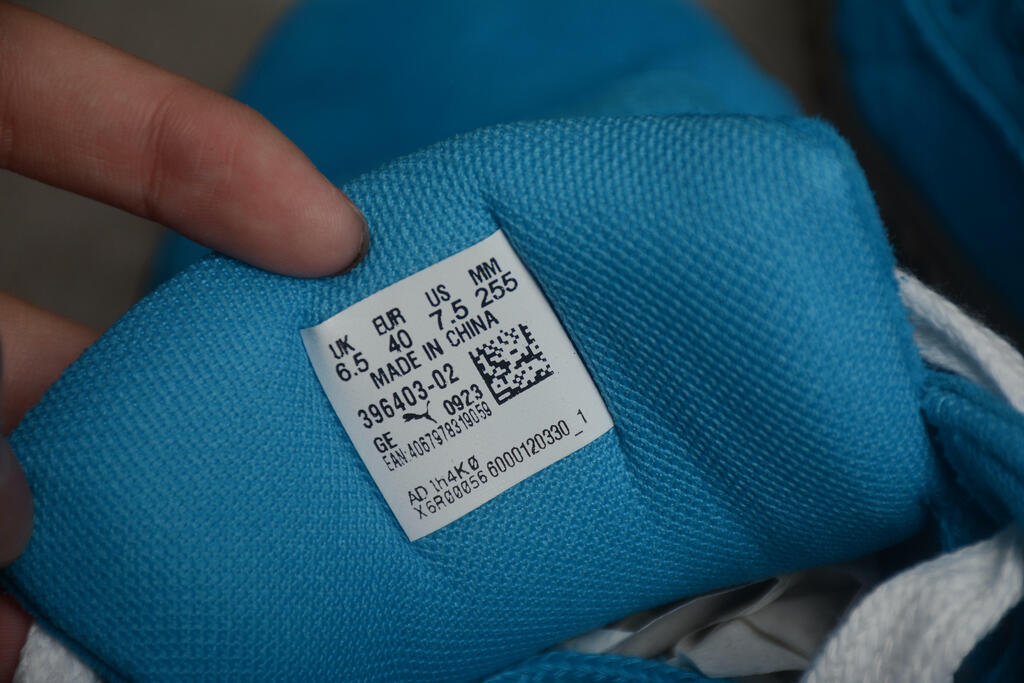 UK EUR US MM
6.5 40 7.5 255
MADE IN CHINA
396403-02
GE 0923
EAN:4067978319059
AD 1h4KØ
X6R00056 6000120330 _1